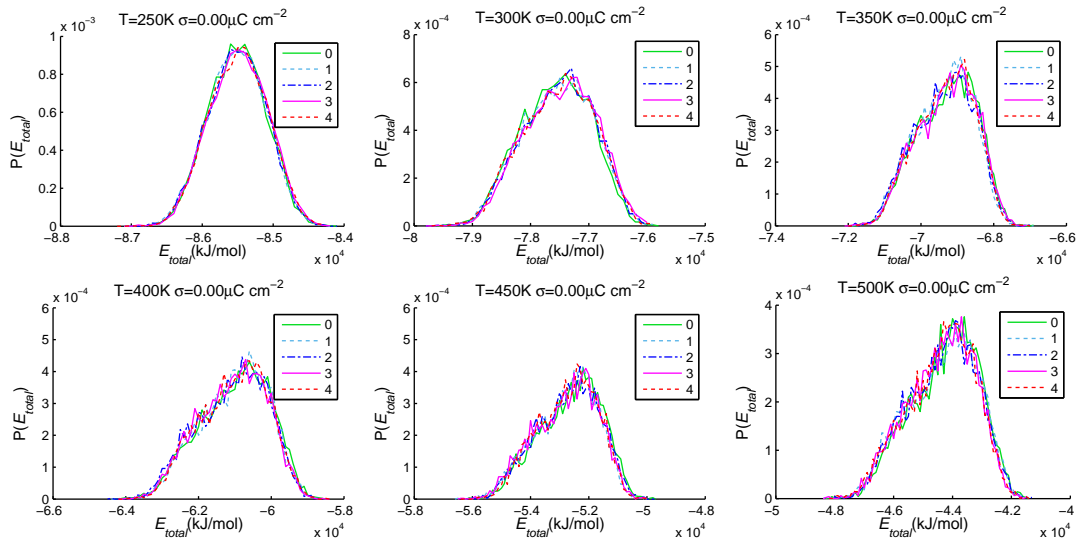 T=250K σ=0.00μC cm⁻²
x 10⁻³
1
0.8
0.6
0.4
0.2
0
P(E_total)
−8.8 −8.7 −8.6 −8.5 −8.4
E_total(kJ/mol)
x 10⁴
0
1
2
3
4
T=300K σ=0.00μC cm⁻²
x 10⁻⁴
8
6
4
2
0
P(E_total)
−8 −7.9 −7.8 −7.7 −7.6 −7.5
E_total(kJ/mol)
x 10⁴
0
1
2
3
4
T=350K σ=0.00μC cm⁻²
x 10⁻⁴
6
5
4
3
2
1
0
P(E_total)
−7.4 −7.2 −7 −6.8 −6.6
E_total(kJ/mol)
x 10⁴
0
1
2
3
4
T=400K σ=0.00μC cm⁻²
x 10⁻⁴
6
5
4
3
2
1
0
P(E_total)
−6.6 −6.4 −6.2 −6 −5.8
E_total(kJ/mol)
x 10⁴
0
1
2
3
4
T=450K σ=0.00μC cm⁻²
x 10⁻⁴
6
5
4
3
2
1
0
P(E_total)
−5.8 −5.6 −5.4 −5.2 −5 −4.8
E_total(kJ/mol)
x 10⁴
0
1
2
3
4
T=500K σ=0.00μC cm⁻²
x 10⁻⁴
5
4
3
2
1
0
P(E_total)
−5 −4.8 −4.6 −4.4 −4.2 −4
E_total(kJ/mol)
x 10⁴
0
1
2
3
4